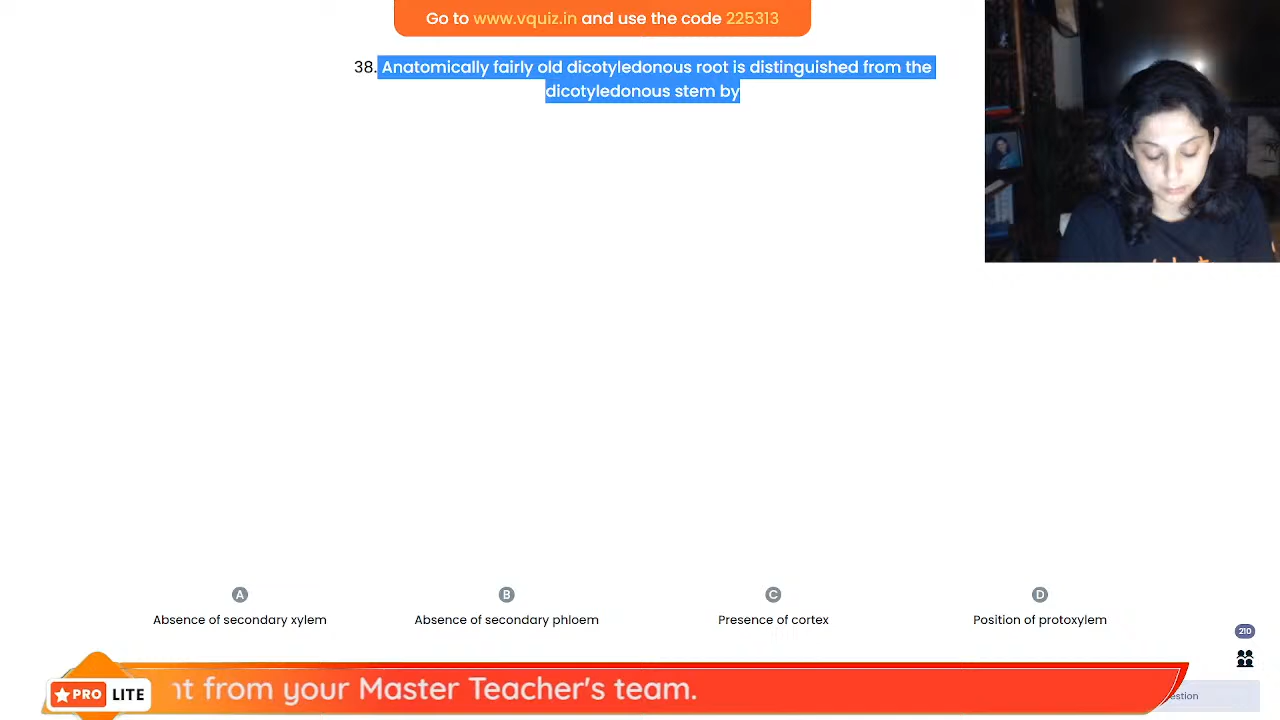 Go to www.vquiz.in and use the code 225313
38. Anatomically fairly old dicotyledonous root is distinguished from the
dicotyledonous stem by
A
B
C
D
Absence of secondary xylem
Absence of secondary phloem
Presence of cortex
Position of protoxylem
210
PRO LITE
from your Master Teacher's team.